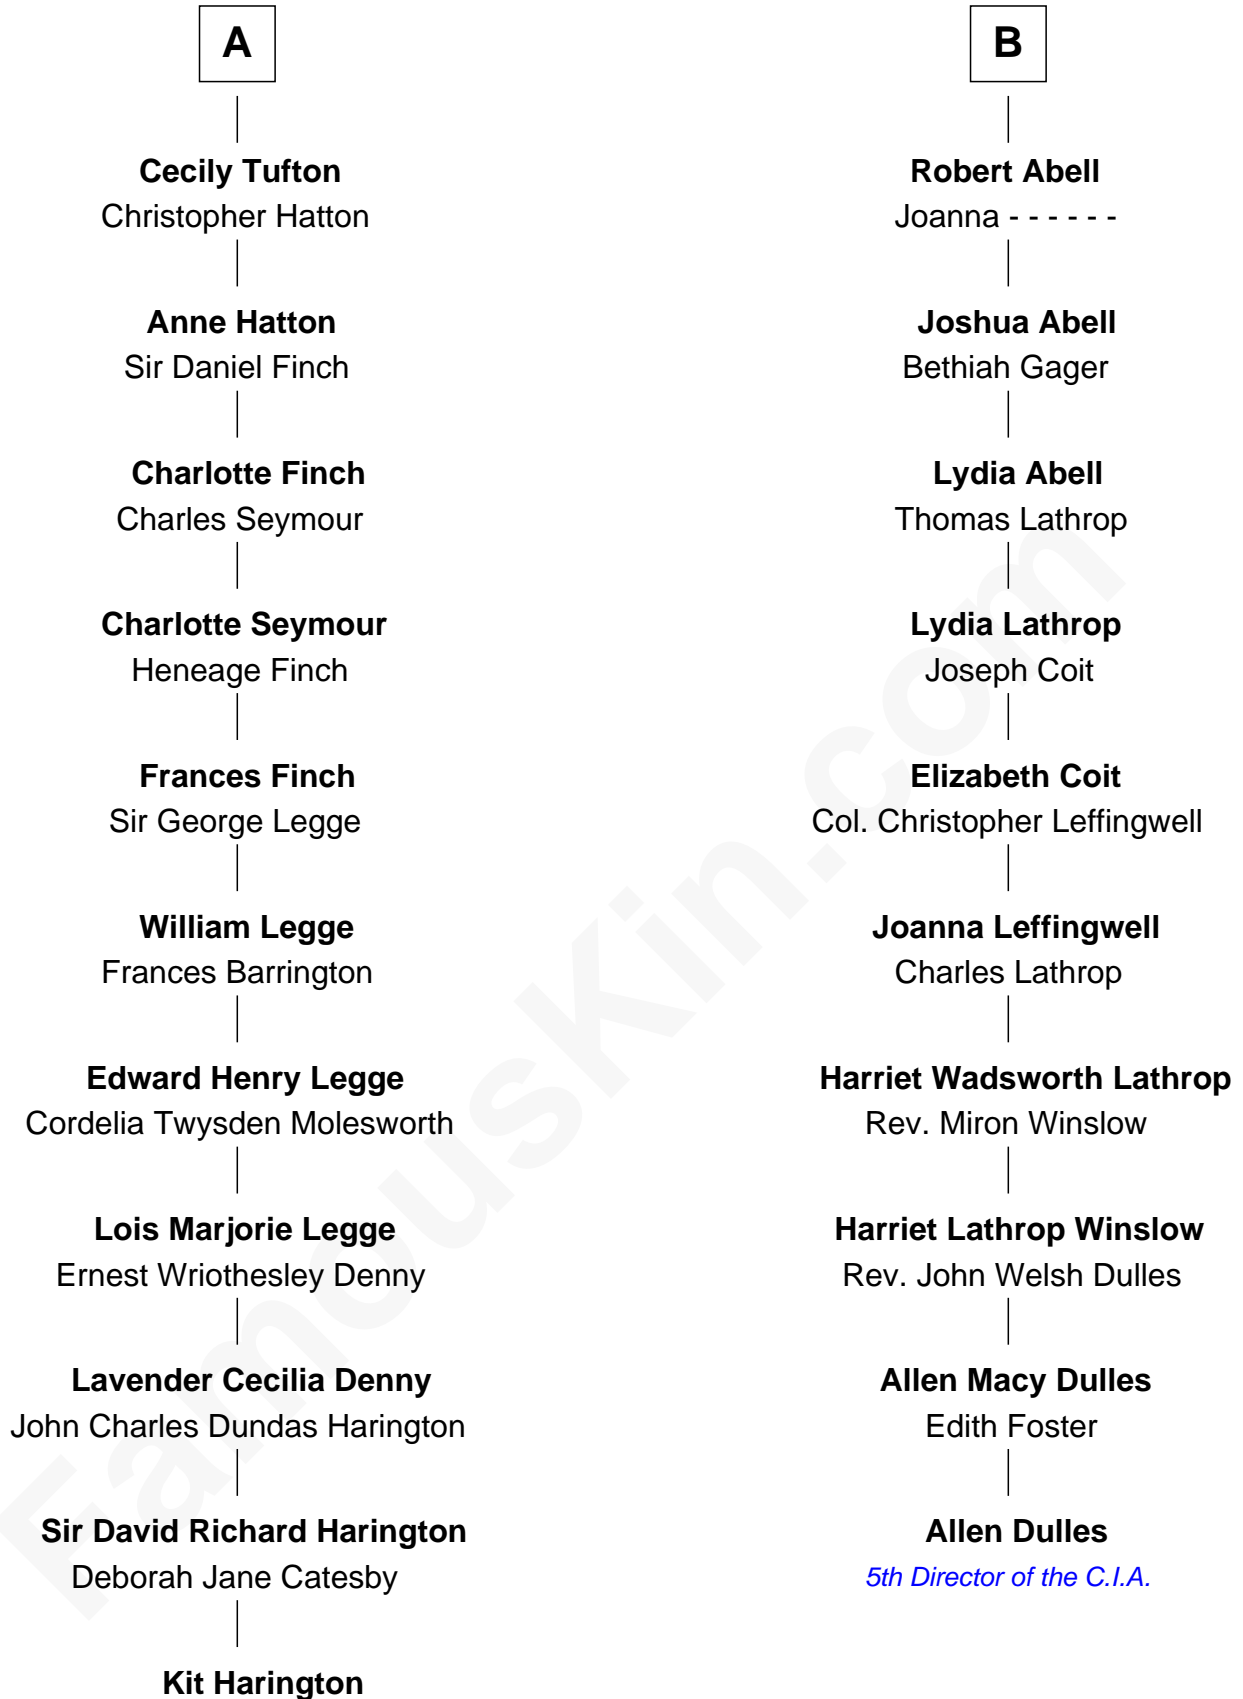 A
Cecily Tufton
Christopher Hatton
Anne Hatton
Sir Daniel Finch
Charlotte Finch
Charles Seymour
Charlotte Seymour
Heneage Finch
Frances Finch
Sir George Legge
William Legge
Frances Barrington
Edward Henry Legge
Cordelia Twysden Molesworth
Lois Marjorie Legge
Ernest Wriothesley Denny
Lavender Cecilia Denny
John Charles Dundas Harington
Sir David Richard Harington
Deborah Jane Catesby
Kit Harington
B
Robert Abell
Joanna - - - - - -
Joshua Abell
Bethiah Gager
Lydia Abell
Thomas Lathrop
Lydia Lathrop
Joseph Coit
Elizabeth Coit
Col. Christopher Leffingwell
Joanna Leffingwell
Charles Lathrop
Harriet Wadsworth Lathrop
Rev. Miron Winslow
Harriet Lathrop Winslow
Rev. John Welsh Dulles
Allen Macy Dulles
Edith Foster
Allen Dulles
5th Director of the C.I.A.
FamousKin.com